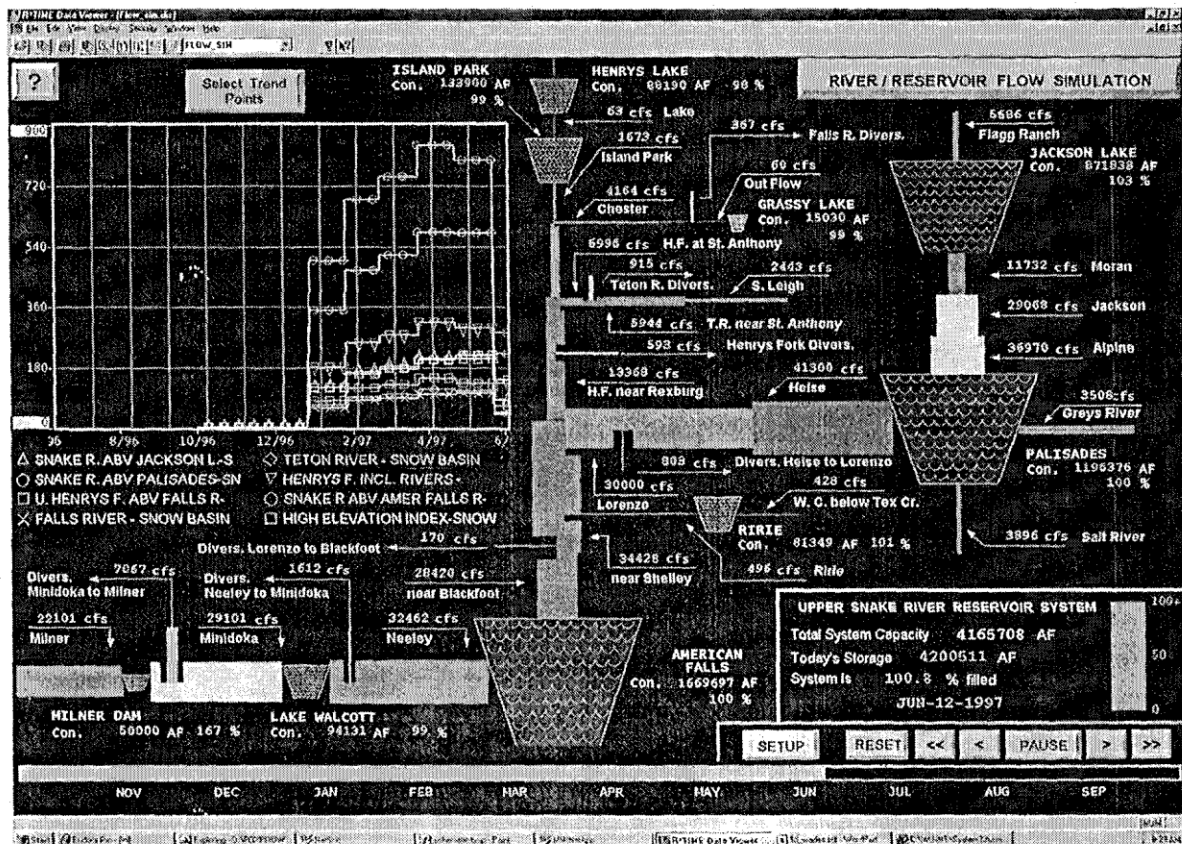 R*TIME Data Viewer - [flow_sim.dis]
FLOW_SIM
?
Select Trend
Points
ISLAND PARK
Con. 133900 AF
99 %
HENRYS LAKE
Con. 88190 AF 98 %
RIVER / RESERVOIR FLOW SIMULATION
63 cfs Lake
1673 cfs
Island Park
367 cfs
Falls R. Divers.
6686 cfs
Flagg Ranch
JACKSON LAKE
Con. 871838 AF
103 %
4164 cfs
Chester
60 cfs
Out Flow
GRASSY LAKE
Con. 15030 AF
99 %
6996 cfs H.F. at St. Anthony
915 cfs
Teton R. Divers.
2443 cfs
S. Leigh
11732 cfs Moran
29068 cfs Jackson
5944 cfs T.R. near St. Anthony
593 cfs
Henrys Fork Divers.
36970 cfs Alpine
13368 cfs
H.F. near Rexburg
41300 cfs
Heise
3508 cfs
Greys River
900
720
540
360
180
0
36 8/96 10/96 12/96 2/97 4/97 6/
△ SNAKE R. ABV JACKSON L.-S
◇ TETON RIVER - SNOW BASIN
○ SNAKE R. ABV PALISADES-SN
▽ HENRYS F. INCL. RIVERS -
□ U. HENRYS F. ABV FALLS R-
○ SNAKE R ABV AMER FALLS R-
✕ FALLS RIVER - SNOW BASIN
□ HIGH ELEVATION INDEX-SNOW
803 cfs Divers. Heise to Lorenzo
30000 cfs
Lorenzo
428 cfs
W. C. below Tex Cr.
PALISADES
Con. 1196376 AF
100 %
RIRIE
Con. 81349 AF 101 %
3896 cfs Salt River
170 cfs
Divers. Lorenzo to Blackfoot
34428 cfs
near Shelley
496 cfs Ririe
7067 cfs
Divers.
Minidoka to Milner
1612 cfs
Divers.
Neeley to Minidoka
28420 cfs
near Blackfoot
22101 cfs
Milner
29101 cfs
Minidoka
32462 cfs
Neeley
AMERICAN
FALLS
Con. 1669697 AF
100 %
MILNER DAM
Con. 50000 AF 167 %
LAKE WALCOTT
Con. 94131 AF 99 %
UPPER SNAKE RIVER RESERVOIR SYSTEM
Total System Capacity 4165708 AF
Today's Storage 4200511 AF
System Is 100.8 % filled
JUN-12-1997
100+
50
0
SETUP RESET << < PAUSE > >>
NOV DEC JAN FEB MAR APR MAY JUN JUL AUG SEP
NUM